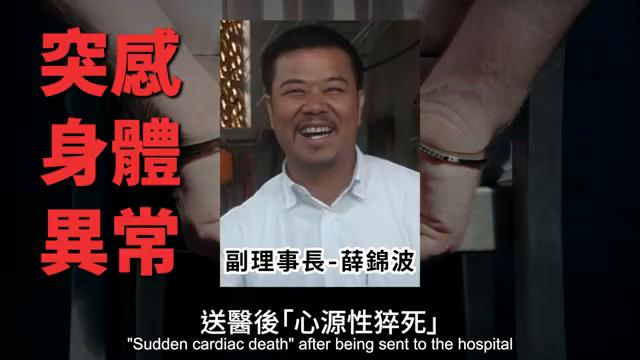 突感
身體
異常
副理事長-薛錦波
送醫後「心源性猝死」
"Sudden cardiac death" after being sent to the hospital